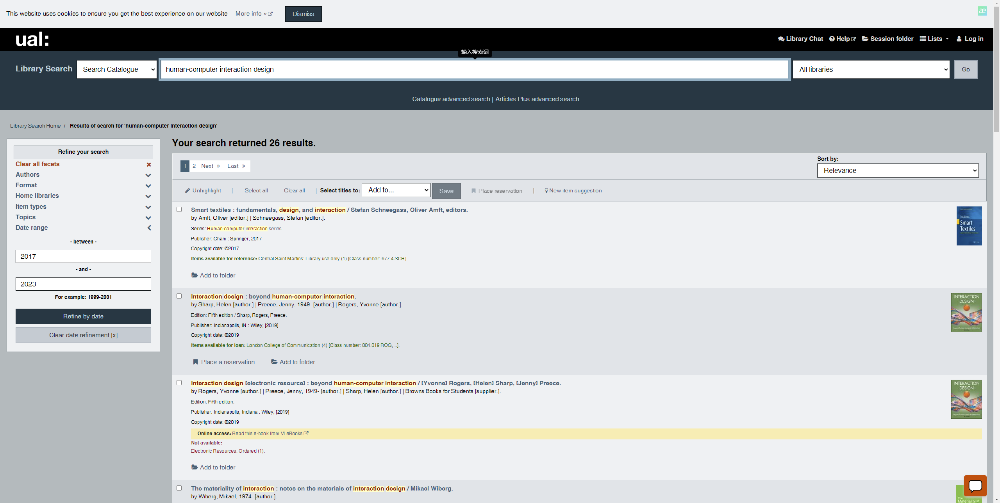 This website uses cookies to ensure you get the best experience on our website More info » Dismiss
æ
ual:
Library Chat Help Session folder Lists Log in
输入搜索词
Library Search Search Catalogue human-computer interaction design All libraries Go
Catalogue advanced search | Articles Plus advanced search
Library Search Home / Results of search for 'human-computer interaction design'
Refine your search
Clear all facets
Authors
Format
Home libraries
Item types
Topics
Date range
- between -
2017
- and -
2023
For example: 1999-2001
Refine by date
Clear date refinement [x]
Your search returned 26 results.
1 2 Next » Last »
Sort by:
Relevance
Unhighlight | Select all Clear all | Select titles to: Add to... Save Place reservation | New item suggestion
Smart textiles : fundamentals, design, and interaction / Stefan Schneegass, Oliver Amft, editors.
by Amft, Oliver [editor.] | Schneegass, Stefan [editor.].
Series: Human-computer interaction series
Publisher: Cham : Springer, 2017
Copyright date: ©2017
Items available for reference: Central Saint Martins: Library use only (1) [Class number: 677.4 SCH].
Add to folder
Smart
Textiles
Interaction design : beyond human-computer interaction.
by Sharp, Helen [author.] | Preece, Jenny, 1949- [author.] | Rogers, Yvonne [author.].
Edition: Fifth edition / Sharp, Rogers, Preece.
Publisher: Indianapolis, IN : Wiley, [2019]
Copyright date: ©2019
Items available for loan: London College of Communication (4) [Class number: 004.019 ROG, ..].
Place a reservation Add to folder
INTERACTION
DESIGN
beyond human-computer interaction
Interaction design [electronic resource] : beyond human-computer interaction / [Yvonne] Rogers, [Helen] Sharp, [Jenny] Preece.
by Rogers, Yvonne [author.] | Preece, Jenny, 1949- [author.] | Sharp, Helen [author.] | Browns Books for Students [supplier.].
Edition: Fifth edition.
Publisher: Indianapolis, Indiana : Wiley, [2019]
Copyright date: ©2019
Online access: Read this e-book from VLeBooks
Not available:
Electronic Resources: Ordered (1).
Add to folder
INTERACTION
DESIGN
beyond human-computer interaction
The materiality of interaction : notes on the materials of interaction design / Mikael Wiberg.
by Wiberg, Mikael, 1974- [author.].
The
Materiality of